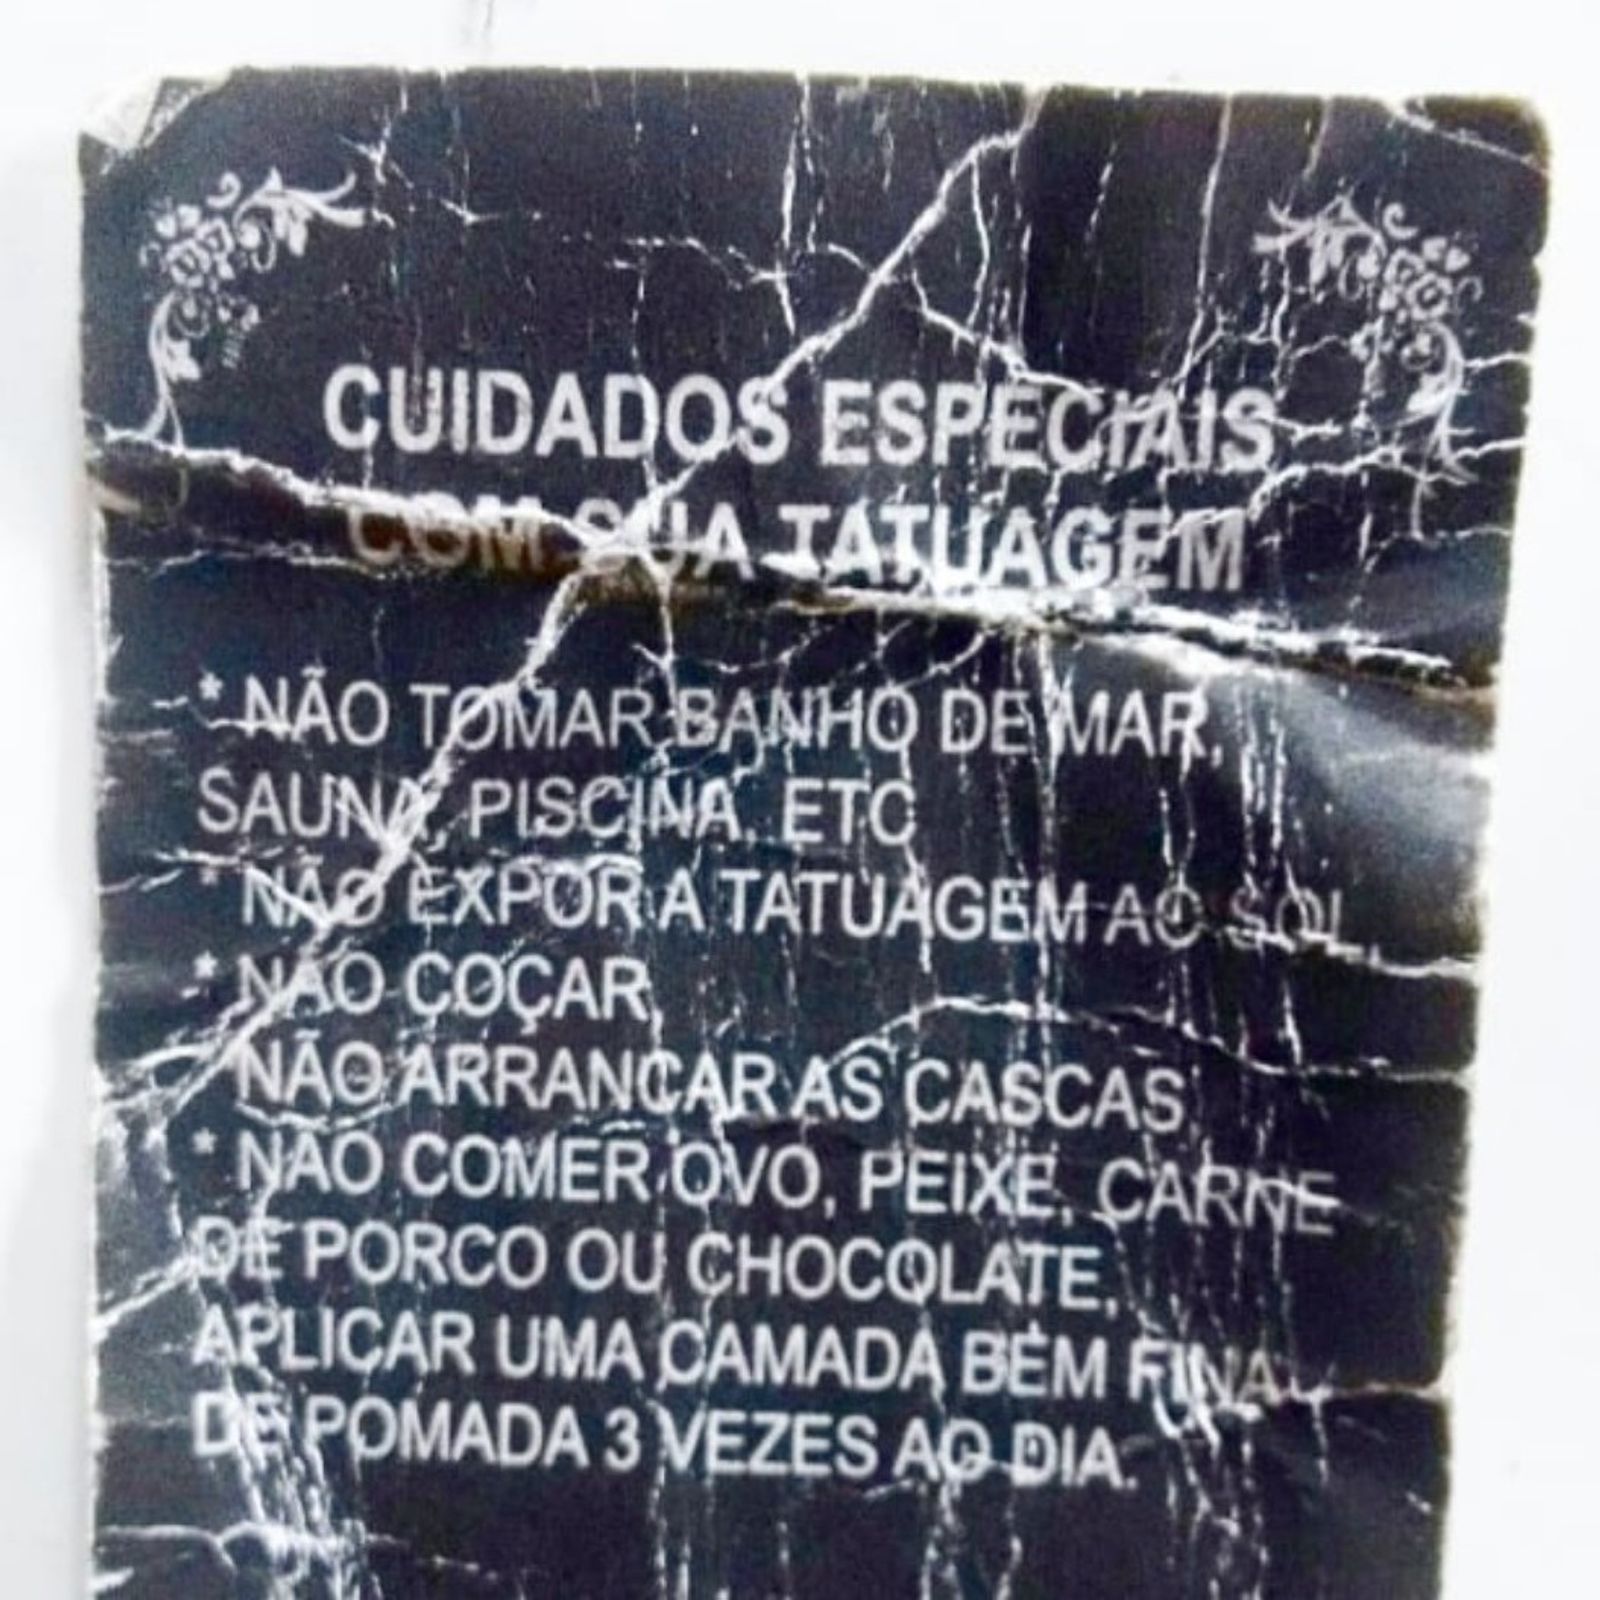 CUIDADOS ESPECIAIS
COM SUA TATUAGEM
* NÃO TOMAR BANHO DE MAR,
SAUNA, PISCINA, ETC
* NÃO EXPOR A TATUAGEM AO SOL
* NÃO COÇAR
NÃO ARRANCAR AS CASCAS
* NÃO COMER OVO, PEIXE, CARNE
DE PORCO OU CHOCOLATE,
APLICAR UMA CAMADA BEM FINA
DE POMADA 3 VEZES AO DIA.